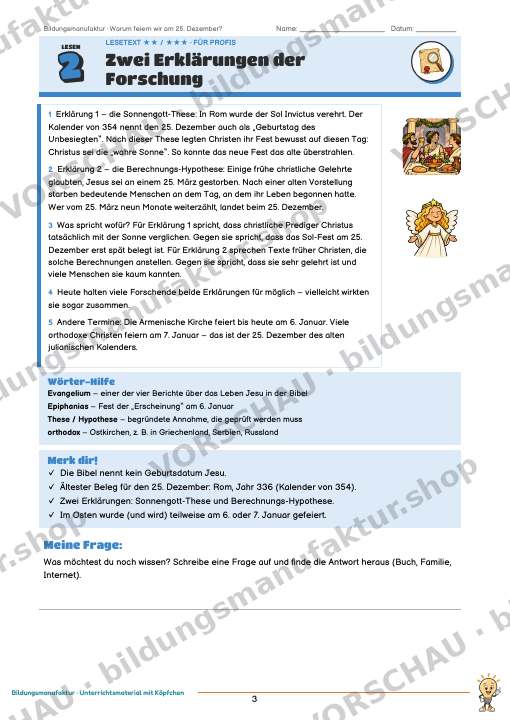 Bildungsmanufaktur · Warum feiern wir am 25. Dezember?
Name: ____________________ Datum: __________
LESEN
2
LESETEXT ★★ / ★★★ · FÜR PROFIS
Zwei Erklärungen der
Forschung
1 Erklärung 1 – die Sonnengott-These: In Rom wurde der Sol Invictus verehrt. Der
Kalender von 354 nennt den 25. Dezember auch als „Geburtstag des
Unbesiegten“. Nach dieser These legten Christen ihr Fest bewusst auf diesen Tag:
Christus sei die „wahre Sonne“. So konnte das neue Fest das alte überstrahlen.
2 Erklärung 2 – die Berechnungs-Hypothese: Einige frühe christliche Gelehrte
glaubten, Jesus sei an einem 25. März gestorben. Nach einer alten Vorstellung
starben bedeutende Menschen an dem Tag, an dem ihr Leben begonnen hatte.
Wer vom 25. März neun Monate weiterzählt, landet beim 25. Dezember.
3 Was spricht wofür? Für Erklärung 1 spricht, dass christliche Prediger Christus
tatsächlich mit der Sonne verglichen. Gegen sie spricht, dass das Sol-Fest am 25.
Dezember erst spät belegt ist. Für Erklärung 2 sprechen Texte früher Christen, die
solche Berechnungen anstellen. Gegen sie spricht, dass sie sehr gelehrt ist und
viele Menschen sie kaum kannten.
4 Heute halten viele Forschende beide Erklärungen für möglich – vielleicht wirkten
sie sogar zusammen.
5 Andere Termine: Die Armenische Kirche feiert bis heute am 6. Januar. Viele
orthodoxe Christen feiern am 7. Januar – das ist der 25. Dezember des alten
julianischen Kalenders.
Wörter-Hilfe
Evangelium – einer der vier Berichte über das Leben Jesu in der Bibel
Epiphanias – Fest der „Erscheinung“ am 6. Januar
These / Hypothese – begründete Annahme, die geprüft werden muss
orthodox – Ostkirchen, z. B. in Griechenland, Serbien, Russland
Merk dir!
✓ Die Bibel nennt kein Geburtsdatum Jesu.
✓ Ältester Beleg für den 25. Dezember: Rom, Jahr 336 (Kalender von 354).
✓ Zwei Erklärungen: Sonnengott-These und Berechnungs-Hypothese.
✓ Im Osten wurde (und wird) teilweise am 6. oder 7. Januar gefeiert.
Meine Frage:
Was möchtest du noch wissen? Schreibe eine Frage auf und finde die Antwort heraus (Buch, Familie,
Internet).
Bildungsmanufaktur · Unterrichtsmaterial mit Köpfchen
3
VORSCHAU · bildungsmanufaktur.shop